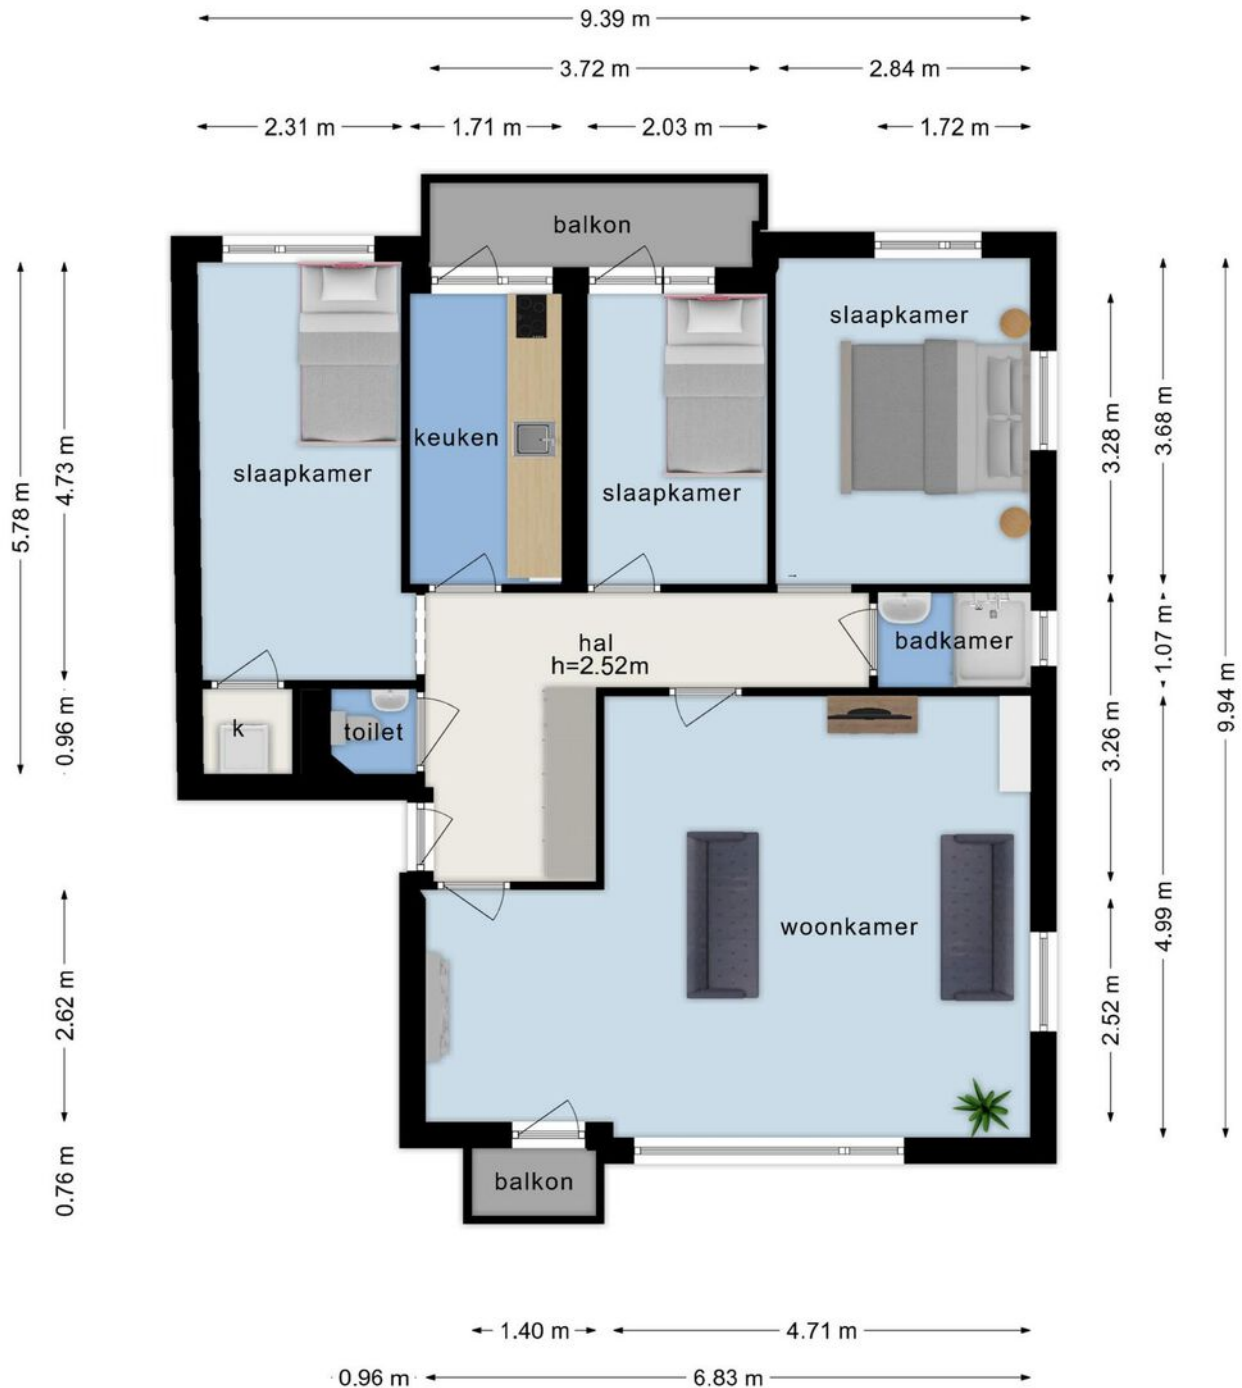 9.39 m
3.72 m
2.84 m
2.31 m
1.71 m
2.03 m
1.72 m
balkon
slaapkamer
keuken
slaapkamer
slaapkamer
5.78 m
4.73 m
3.28 m
3.68 m
9.94 m
hal
h=2.52m
badkamer
1.07 m
0.96 m
k
toilet
3.26 m
woonkamer
4.99 m
2.62 m
2.52 m
0.76 m
balkon
1.40 m
4.71 m
0.96 m
6.83 m